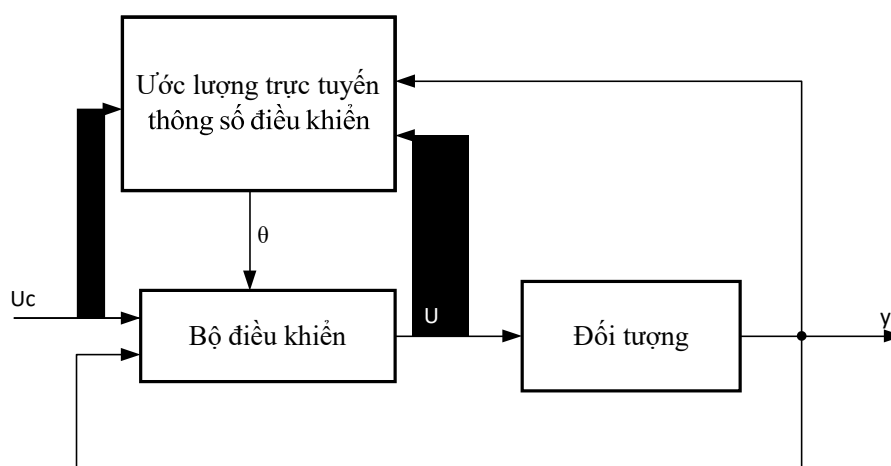 Ước lượng trực tuyến
thông số điều khiển
θ
Uc
Bộ điều khiển
U
Đối tượng
y